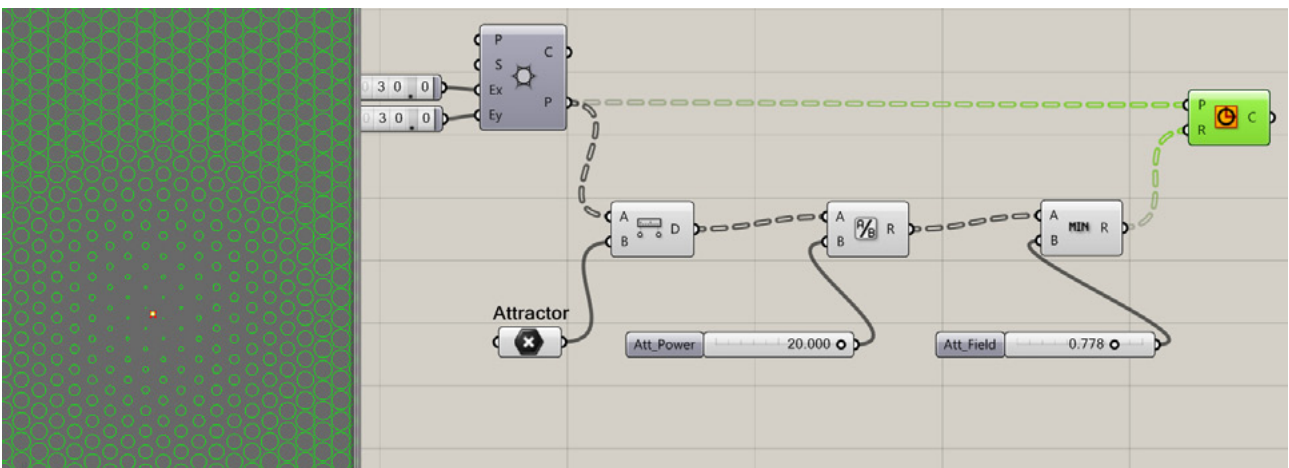 P
C
S
30.0
Ex
P
30.0
Ey
P
C
R
A
D
B
A
A/B
R
B
A
MIN
R
B
Attractor
Att_Power
20.000
Att_Field
0.778